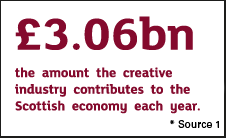 £3.06bn
the amount the creative
industry contributes to the
Scottish economy each year.
* Source 1